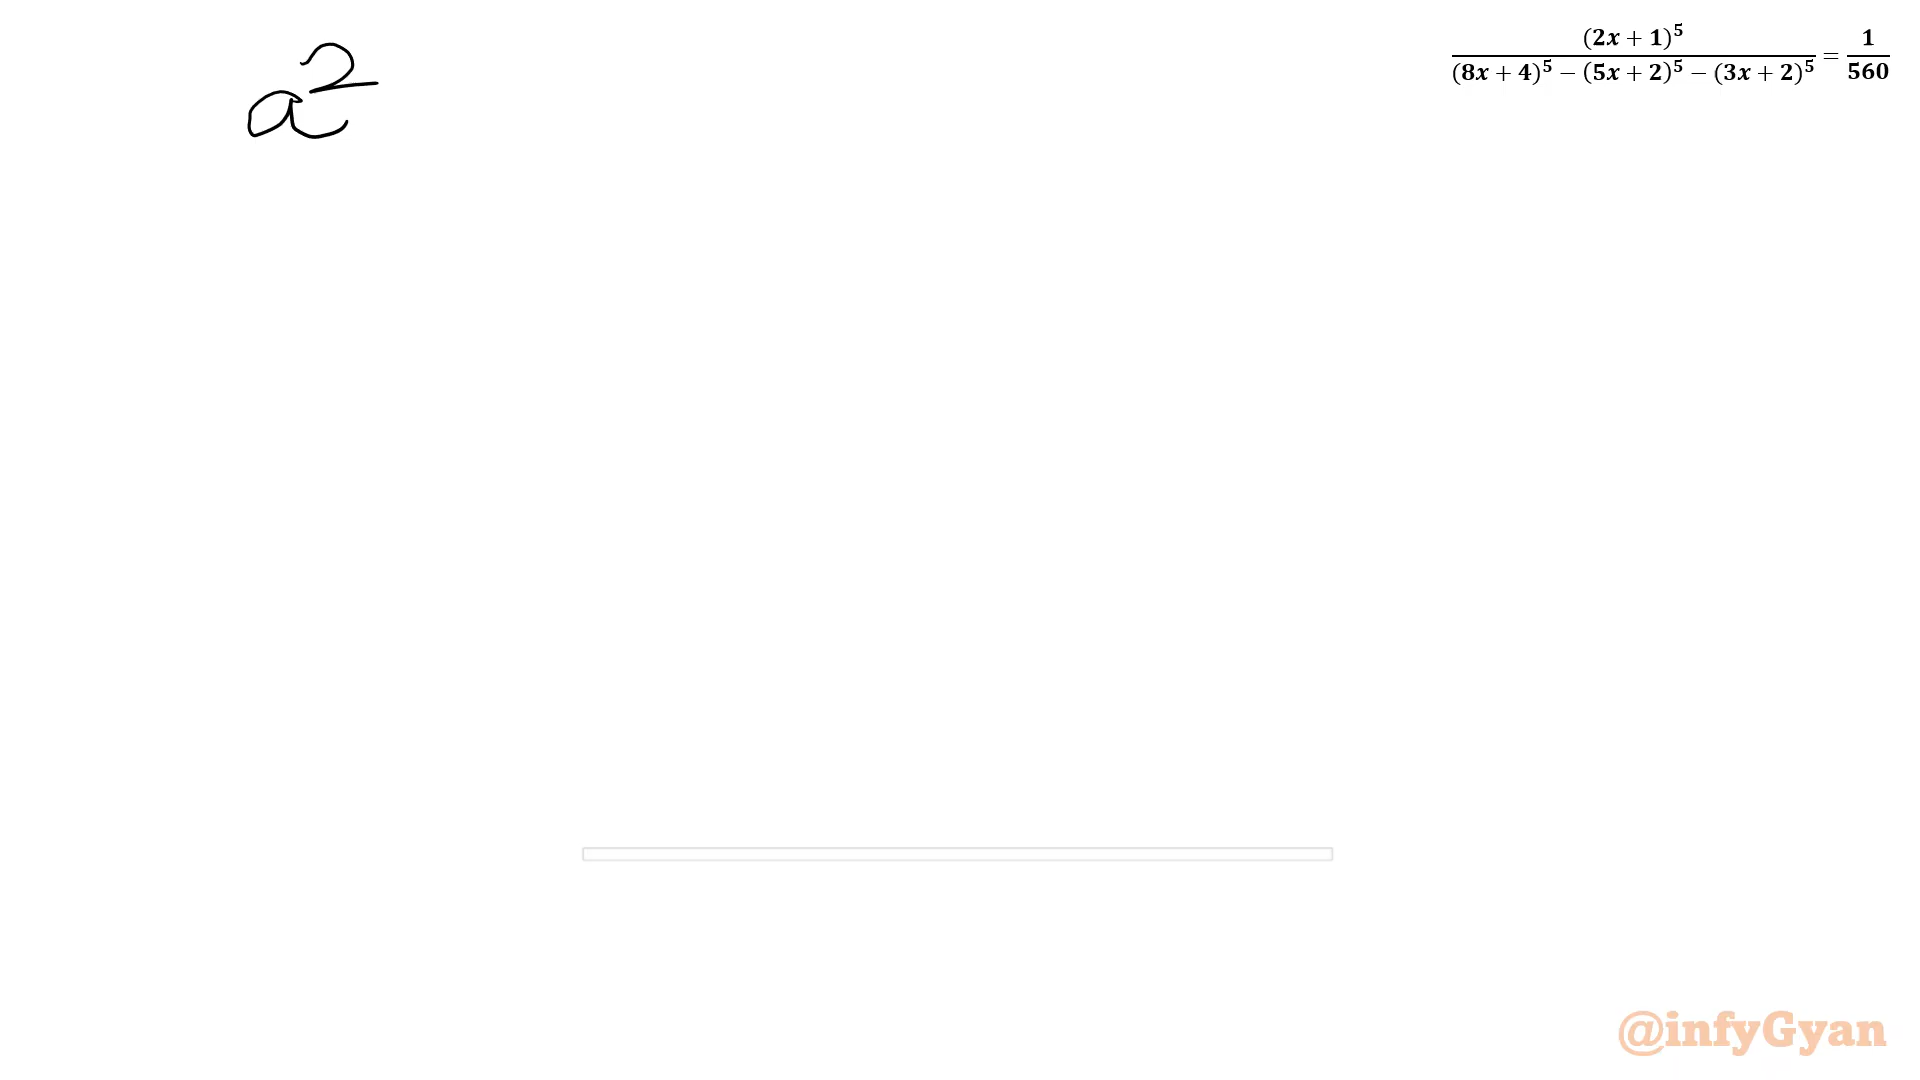 a²
(2x + 1)⁵ / ((8x + 4)⁵ − (5x + 2)⁵ − (3x + 2)⁵) = 1/560
@infyGyan